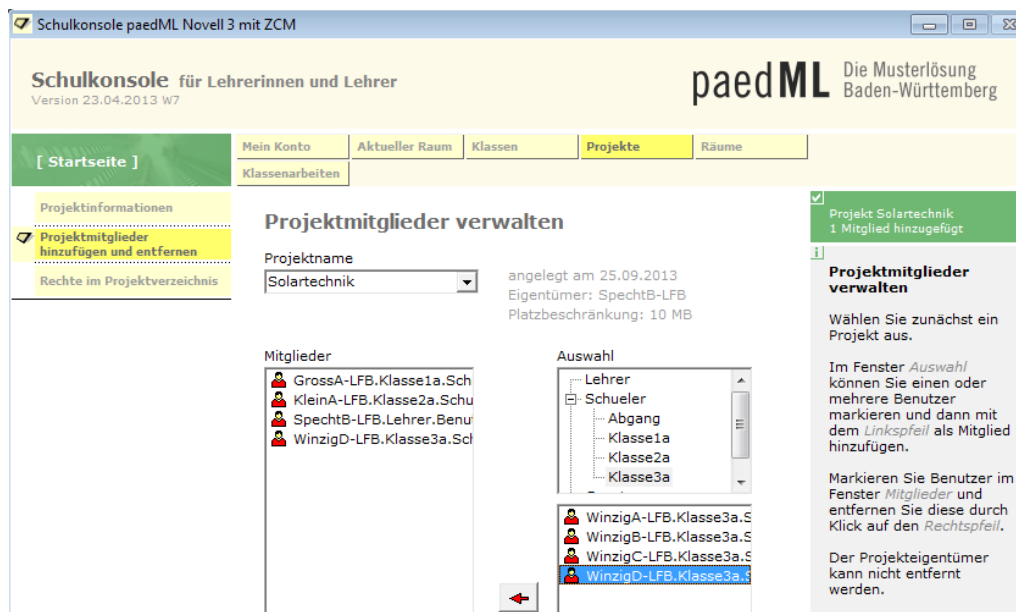 Schulkonsole paedML Novell 3 mit ZCM
Schulkonsole für Lehrerinnen und Lehrer
Version 23.04.2013 W7
paedML Die Musterlösung
Baden-Württemberg
[ Startseite ]
Mein Konto
Aktueller Raum
Klassen
Projekte
Räume
Klassenarbeiten
Projektinformationen
Projektmitglieder
hinzufügen und entfernen
Rechte im Projektverzeichnis
Projektmitglieder verwalten
Projektname
Solartechnik
angelegt am 25.09.2013
Eigentümer: SpechtB-LFB
Platzbeschränkung: 10 MB
Mitglieder
GrossA-LFB.Klasse1a.Sch
KleinA-LFB.Klasse2a.Schu
SpechtB-LFB.Lehrer.Benu
WinzigD-LFB.Klasse3a.Sch
Auswahl
Lehrer
Schueler
Abgang
Klasse1a
Klasse2a
Klasse3a
WinzigA-LFB.Klasse3a.S
WinzigB-LFB.Klasse3a.S
WinzigC-LFB.Klasse3a.S
WinzigD-LFB.Klasse3a.S
Projekt Solartechnik
1 Mitglied hinzugefügt
Projektmitglieder
verwalten
Wählen Sie zunächst ein
Projekt aus.
Im Fenster Auswahl
können Sie einen oder
mehrere Benutzer
markieren und dann mit
dem Linkspfeil als Mitglied
hinzufügen.
Markieren Sie Benutzer im
Fenster Mitglieder und
entfernen Sie diese durch
Klick auf den Rechtspfeil.
Der Projekteigentümer
kann nicht entfernt
werden.